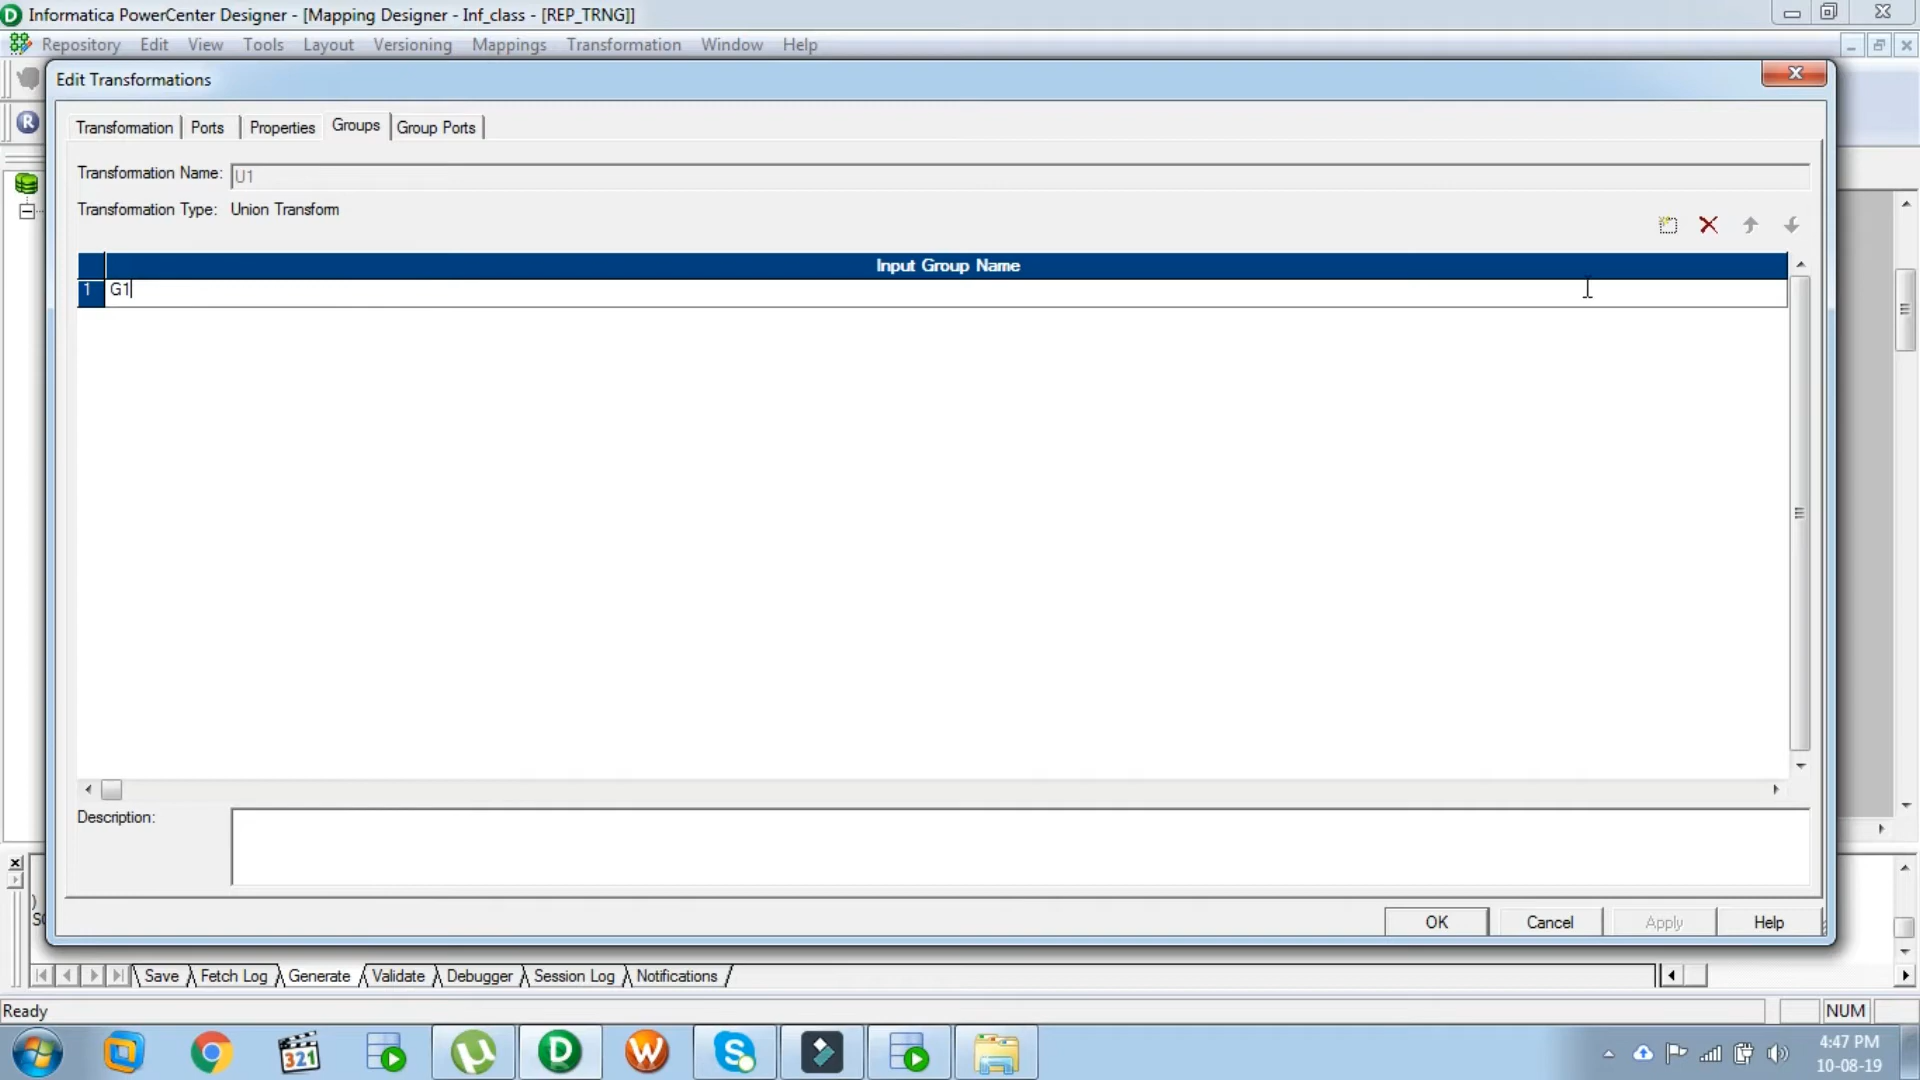 Informatica PowerCenter Designer - [Mapping Designer - Inf_class - [REP_TRNG]]
Repository Edit View Tools Layout Versioning Mappings Transformation Window Help
Edit Transformations
Transformation Ports Properties Groups Group Ports
Transformation Name: U1
Transformation Type: Union Transform
Input Group Name
1 G1
Description:
OK Cancel Apply Help
Save Fetch Log Generate Validate Debugger Session Log Notifications
Ready NUM
4:47 PM
10-08-19